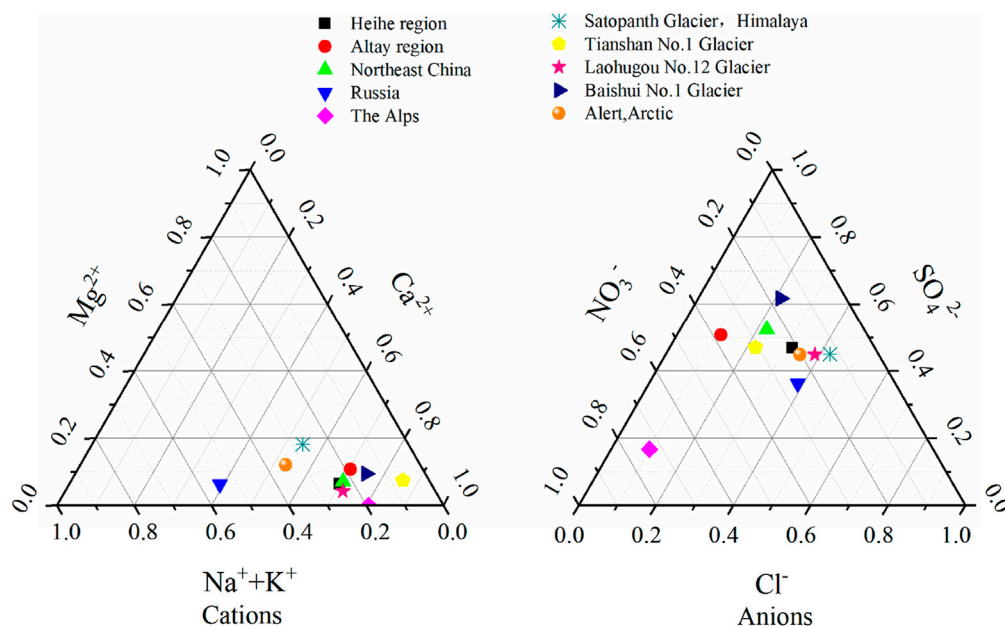 Heihe region
Altay region
Northeast China
Russia
The Alps
Satopanth Glacier, Himalaya
Tianshan No.1 Glacier
Laohugou No.12 Glacier
Baishui No.1 Glacier
Alert,Arctic
1.0 0.0
0.8 0.2
0.6 0.4
0.4 0.6
0.2 0.8
0.0 1.0
Mg²⁺
Ca²⁺
1.0 0.8 0.6 0.4 0.2 0.0
Na⁺+K⁺
Cations
0.0 1.0
0.2 0.8
0.4 0.6
0.6 0.4
0.8 0.2
1.0 0.0
NO₃⁻
SO₄²⁻
0.0 0.2 0.4 0.6 0.8 1.0
Cl⁻
Anions